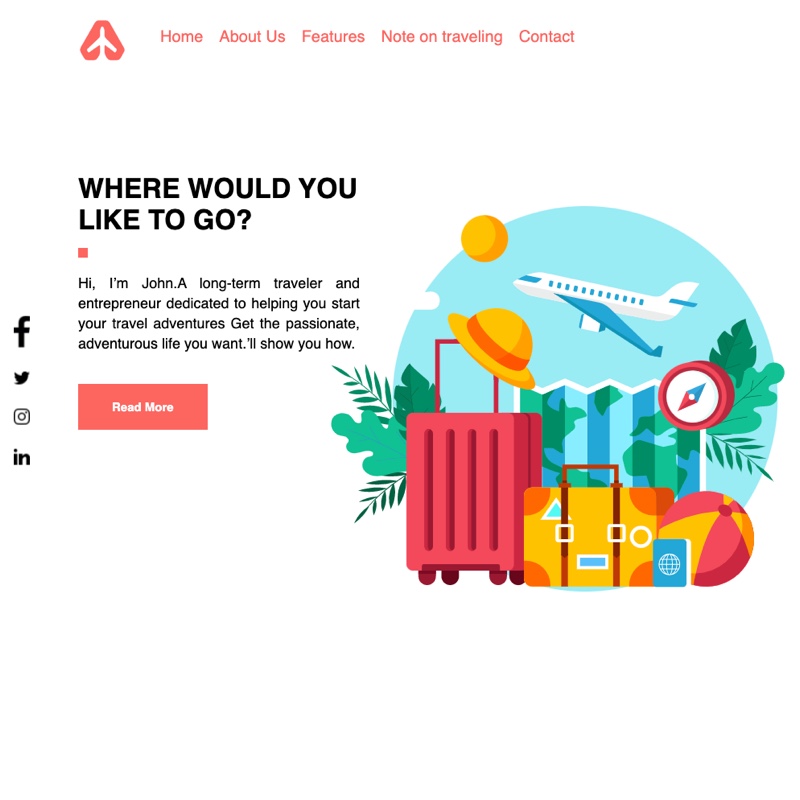 Home About Us Features Note on traveling Contact
WHERE WOULD YOU
LIKE TO GO?
Hi, I'm John.A long-term traveler and
entrepreneur dedicated to helping you start
your travel adventures Get the passionate,
adventurous life you want.'ll show you how.
Read More